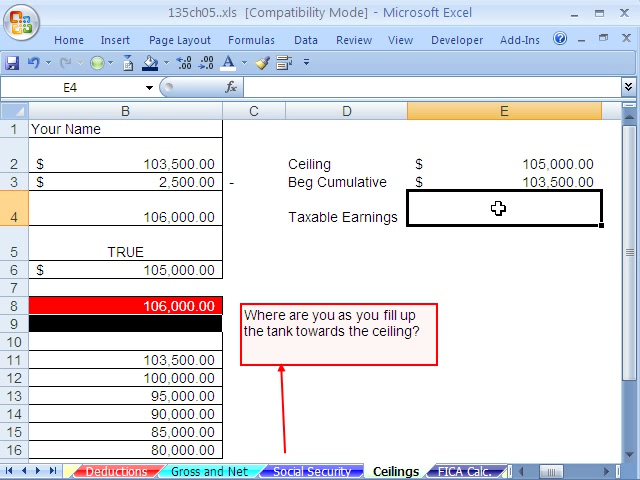 135ch05..xls [Compatibility Mode] - Microsoft Excel
Home Insert Page Layout Formulas Data Review View Developer Add-Ins
E4 fx
B C D E
1 Your Name
2 $ 103,500.00 Ceiling $ 105,000.00
3 $ 2,500.00 - Beg Cumulative $ 103,500.00
4 106,000.00 Taxable Earnings
5 TRUE
6 $ 105,000.00
7
8 106,000.00
9
Where are you as you fill up
the tank towards the ceiling?
10
11 103,500.00
12 100,000.00
13 95,000.00
14 90,000.00
15 85,000.00
16 80,000.00
Deductions Gross and Net Social Security Ceilings FICA Calc.